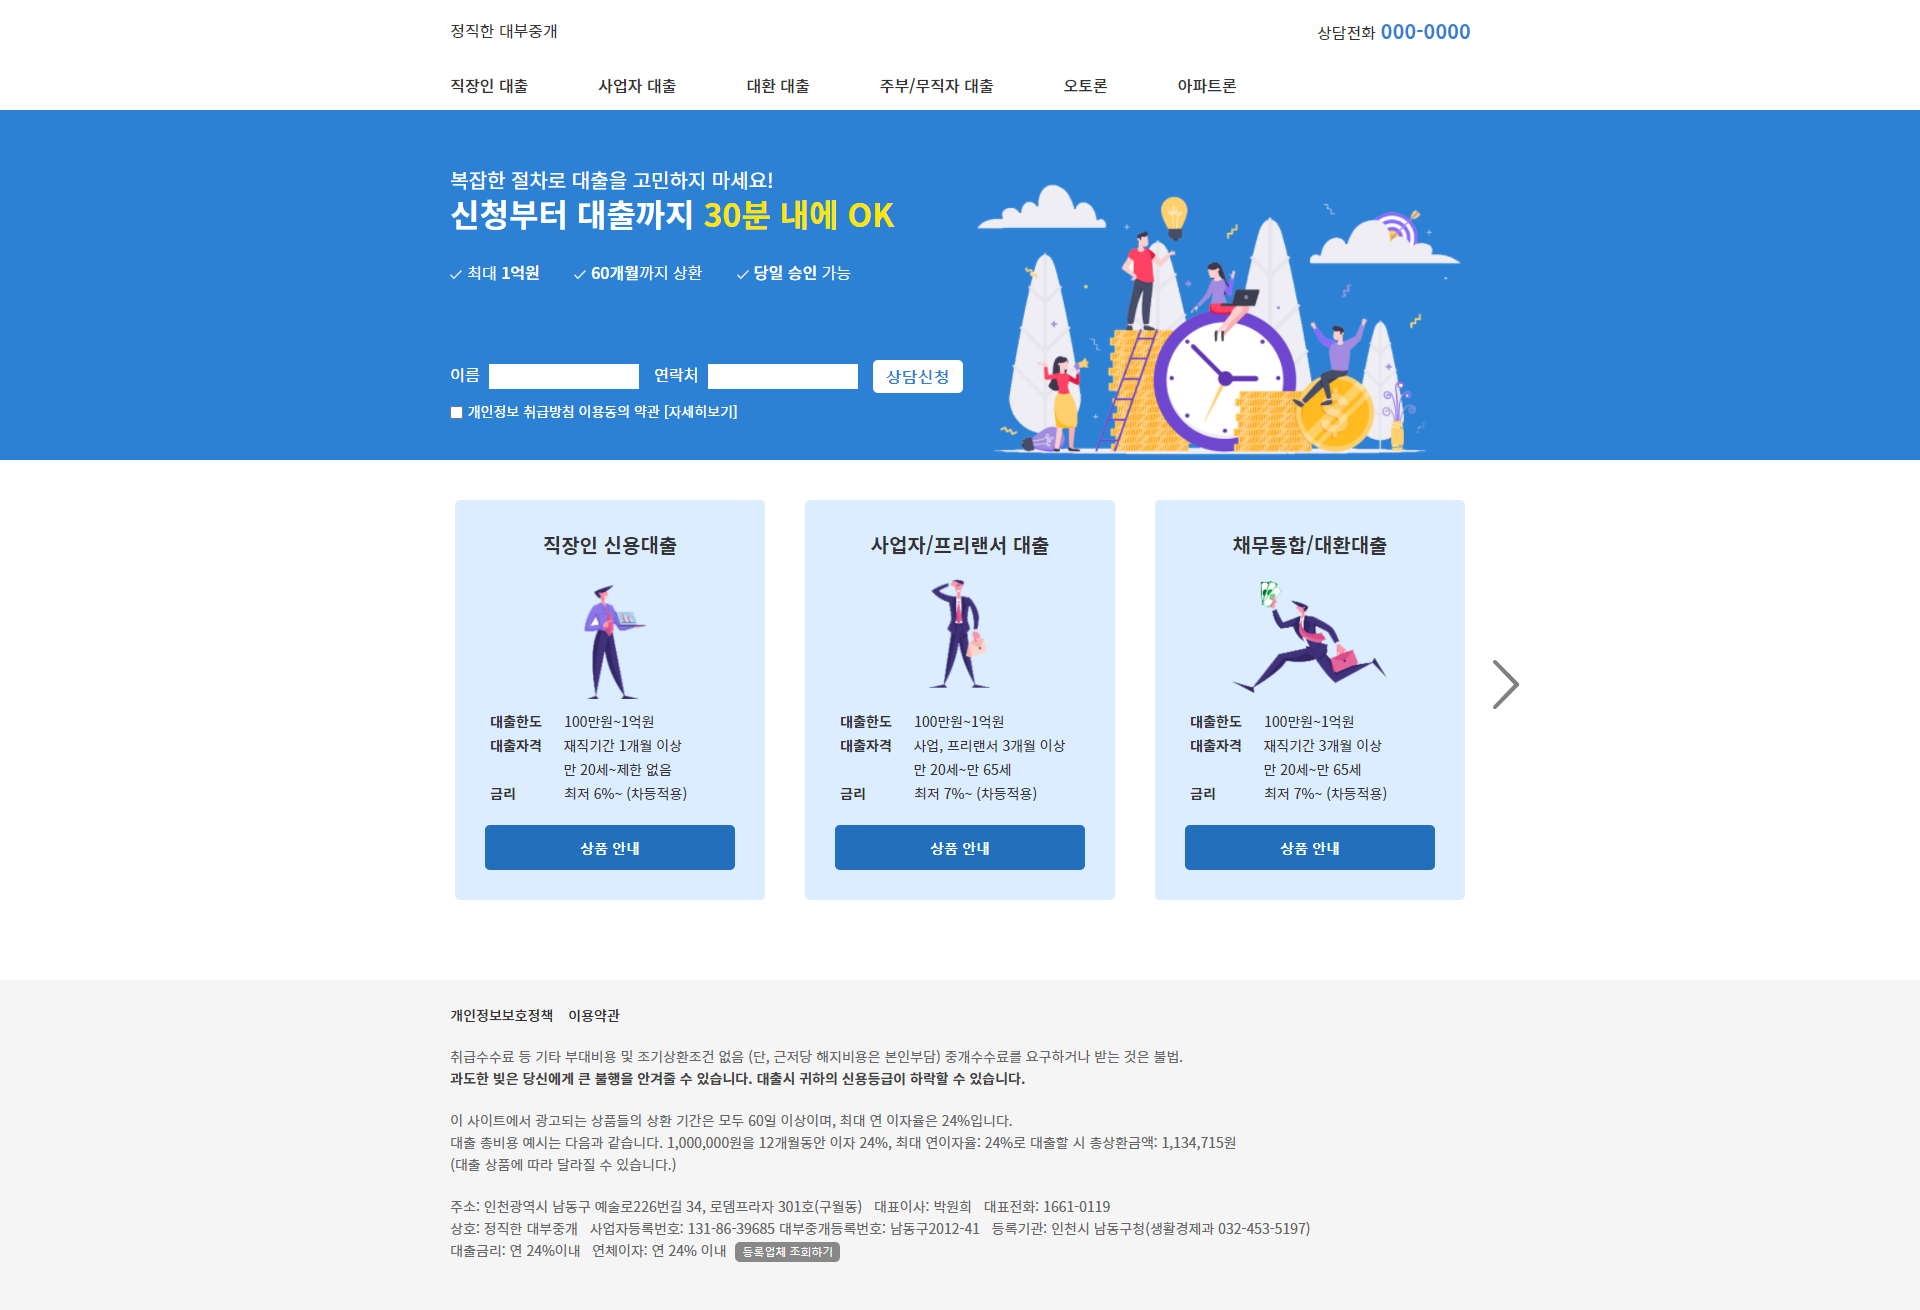 정직한 대부중개
상담전화 000-0000
직장인 대출 사업자 대출 대환 대출 주부/무직자 대출 오토론 아파트론
복잡한 절차로 대출을 고민하지 마세요!
신청부터 대출까지 30분 내에 OK
최대 1억원 60개월까지 상환 당일 승인 가능
이름 연락처 상담신청
개인정보 취급방침 이용동의 약관 [자세히보기]
직장인 신용대출
대출한도 100만원~1억원
대출자격 재직기간 1개월 이상
만 20세~제한 없음
금리 최저 6%~ (차등적용)
상품 안내
사업자/프리랜서 대출
대출한도 100만원~1억원
대출자격 사업, 프리랜서 3개월 이상
만 20세~만 65세
금리 최저 7%~ (차등적용)
상품 안내
채무통합/대환대출
대출한도 100만원~1억원
대출자격 재직기간 3개월 이상
만 20세~만 65세
금리 최저 7%~ (차등적용)
상품 안내
개인정보보호정책 이용약관
취급수수료 등 기타 부대비용 및 조기상환조건 없음 (단, 근저당 해지비용은 본인부담) 중개수수료를 요구하거나 받는 것은 불법.
과도한 빚은 당신에게 큰 불행을 안겨줄 수 있습니다. 대출시 귀하의 신용등급이 하락할 수 있습니다.
이 사이트에서 광고되는 상품들의 상환 기간은 모두 60일 이상이며, 최대 연 이자율은 24%입니다.
대출 총비용 예시는 다음과 같습니다. 1,000,000원을 12개월동안 이자 24%, 최대 연이자율: 24%로 대출할 시 총상환금액: 1,134,715원
(대출 상품에 따라 달라질 수 있습니다.)
주소: 인천광역시 남동구 예술로226번길 34, 로뎀프라자 301호(구월동) 대표이사: 박원희 대표전화: 1661-0119
상호: 정직한 대부중개 사업자등록번호: 131-86-39685 대부중개등록번호: 남동구2012-41 등록기관: 인천시 남동구청(생활경제과 032-453-5197)
대출금리: 연 24%이내 연체이자: 연 24% 이내 등록업체 조회하기